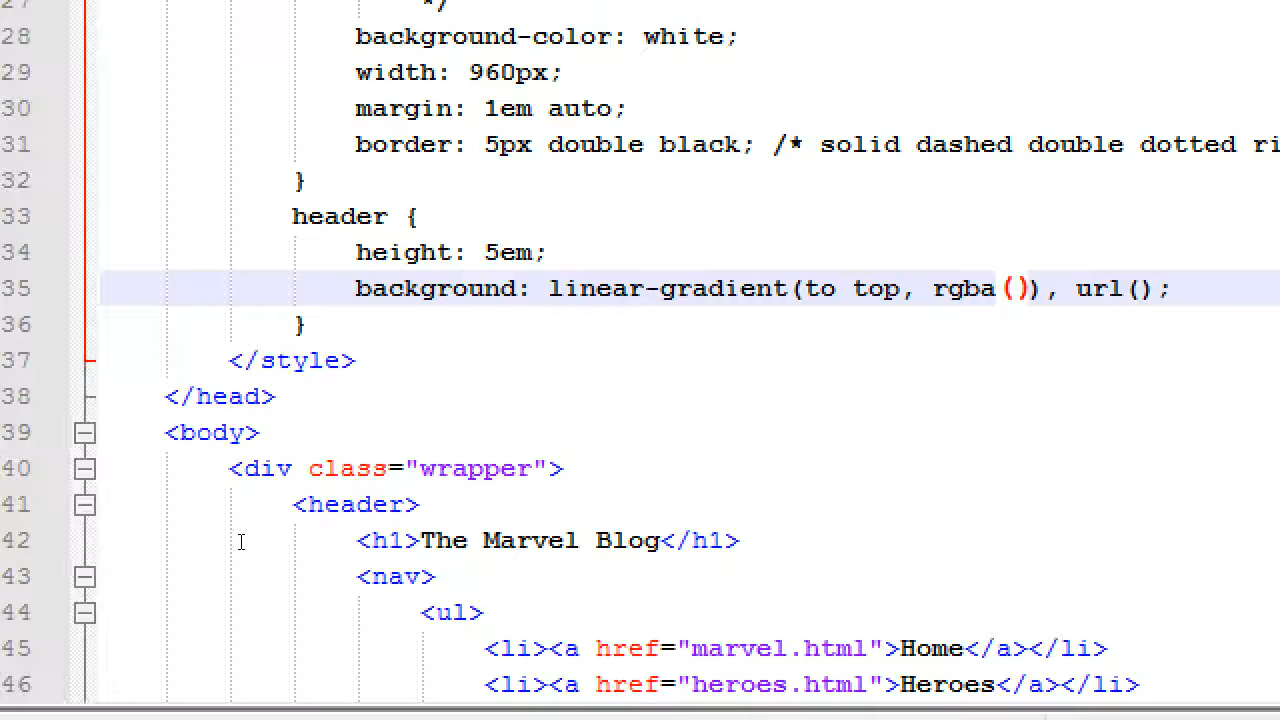 27 */
28 background-color: white;
29 width: 960px;
30 margin: 1em auto;
31 border: 5px double black; /* solid dashed double dotted ri
32 }
33 header {
34 height: 5em;
35 background: linear-gradient(to top, rgba()), url();
36 }
37 </style>
38 </head>
39 <body>
40 <div class="wrapper">
41 <header>
42 <h1>The Marvel Blog</h1>
43 <nav>
44 <ul>
45 <li><a href="marvel.html">Home</a></li>
46 <li><a href="heroes.html">Heroes</a></li>